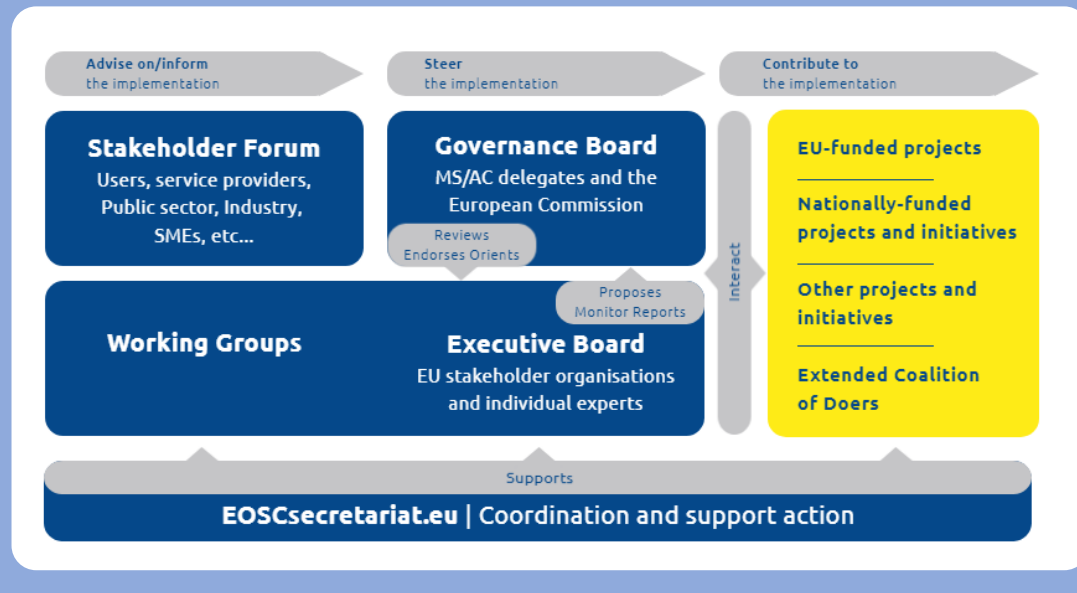 Advise on/inform
the implementation
Steer
the implementation
Contribute to
the implementation
Stakeholder Forum
Users, service providers,
Public sector, Industry,
SMEs, etc...
Governance Board
MS/AC delegates and the
European Commission
Reviews
Endorses Orients
Proposes
Monitor Reports
Working Groups
Executive Board
EU stakeholder organisations
and individual experts
Interact
EU-funded projects
Nationally-funded
projects and initiatives
Other projects and
initiatives
Extended Coalition
of Doers
Supports
EOSCsecretariat.eu | Coordination and support action